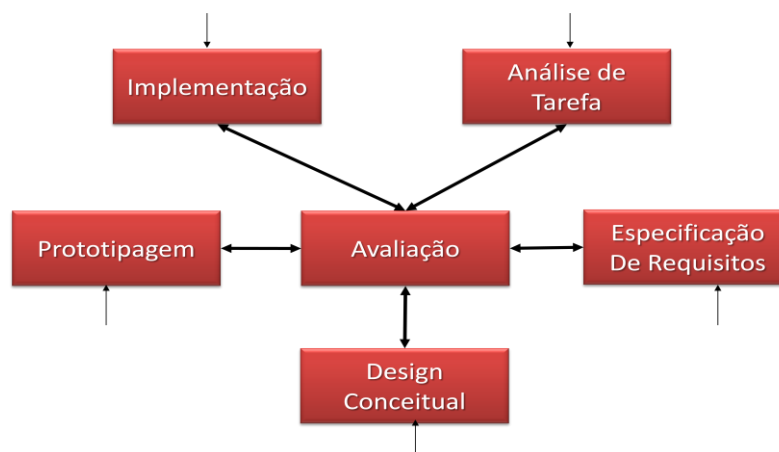 Implementação
Análise de
Tarefa
Prototipagem
Avaliação
Especificação
De Requisitos
Design
Conceitual